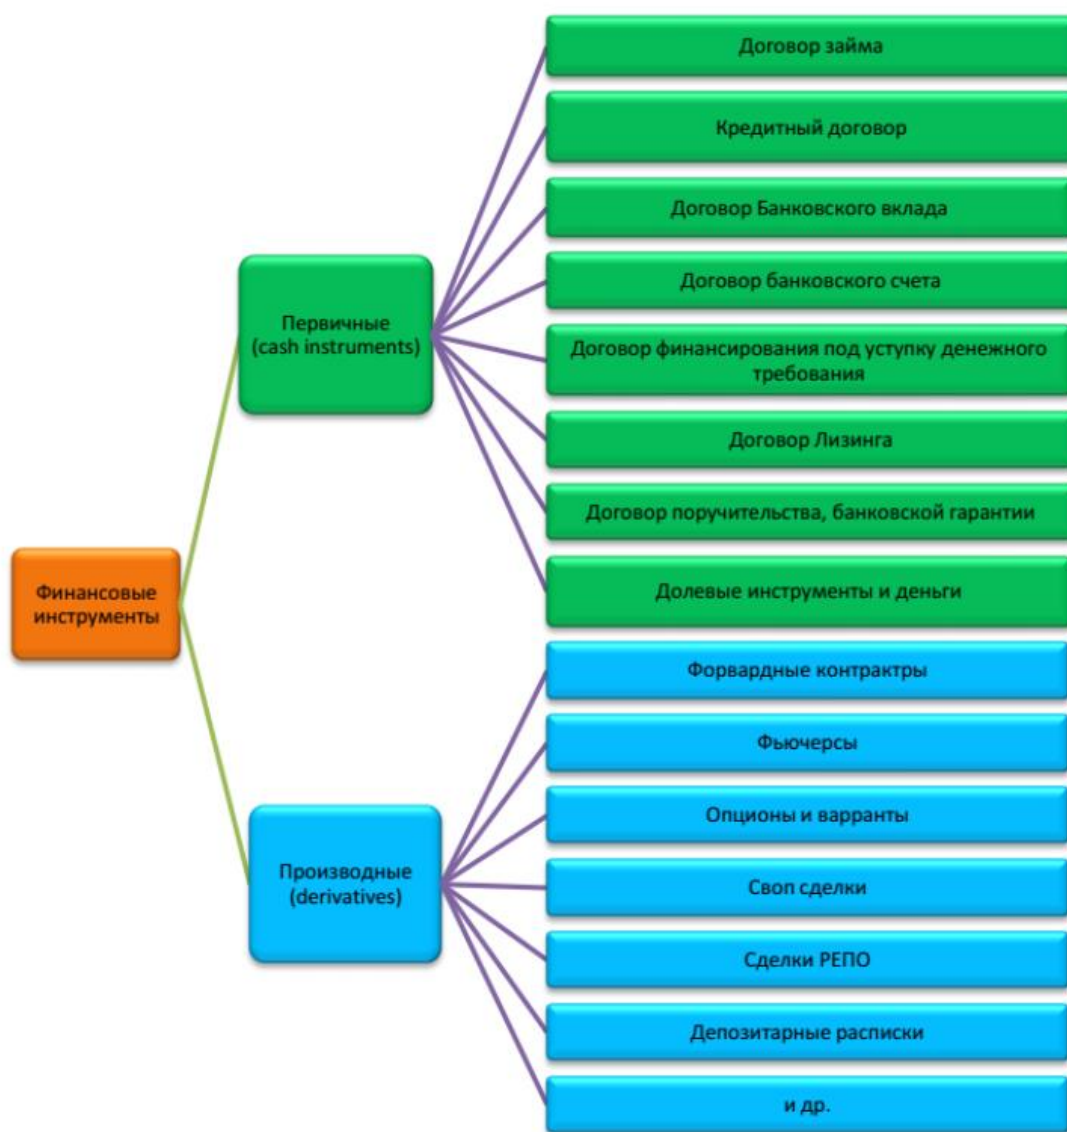 Договор займа
Кредитный договор
Договор Банковского вклада
Договор банковского счета
Первичные
(cash instruments)
Договор финансирования под уступку денежного
требования
Договор Лизинга
Договор поручительства, банковской гарантии
Долевые инструменты и деньги
Финансовые
инструменты
Форвардные контрактры
Фьючерсы
Опционы и варранты
Производные
(derivatives)
Своп сделки
Сделки РЕПО
Депозитарные расписки
и др.